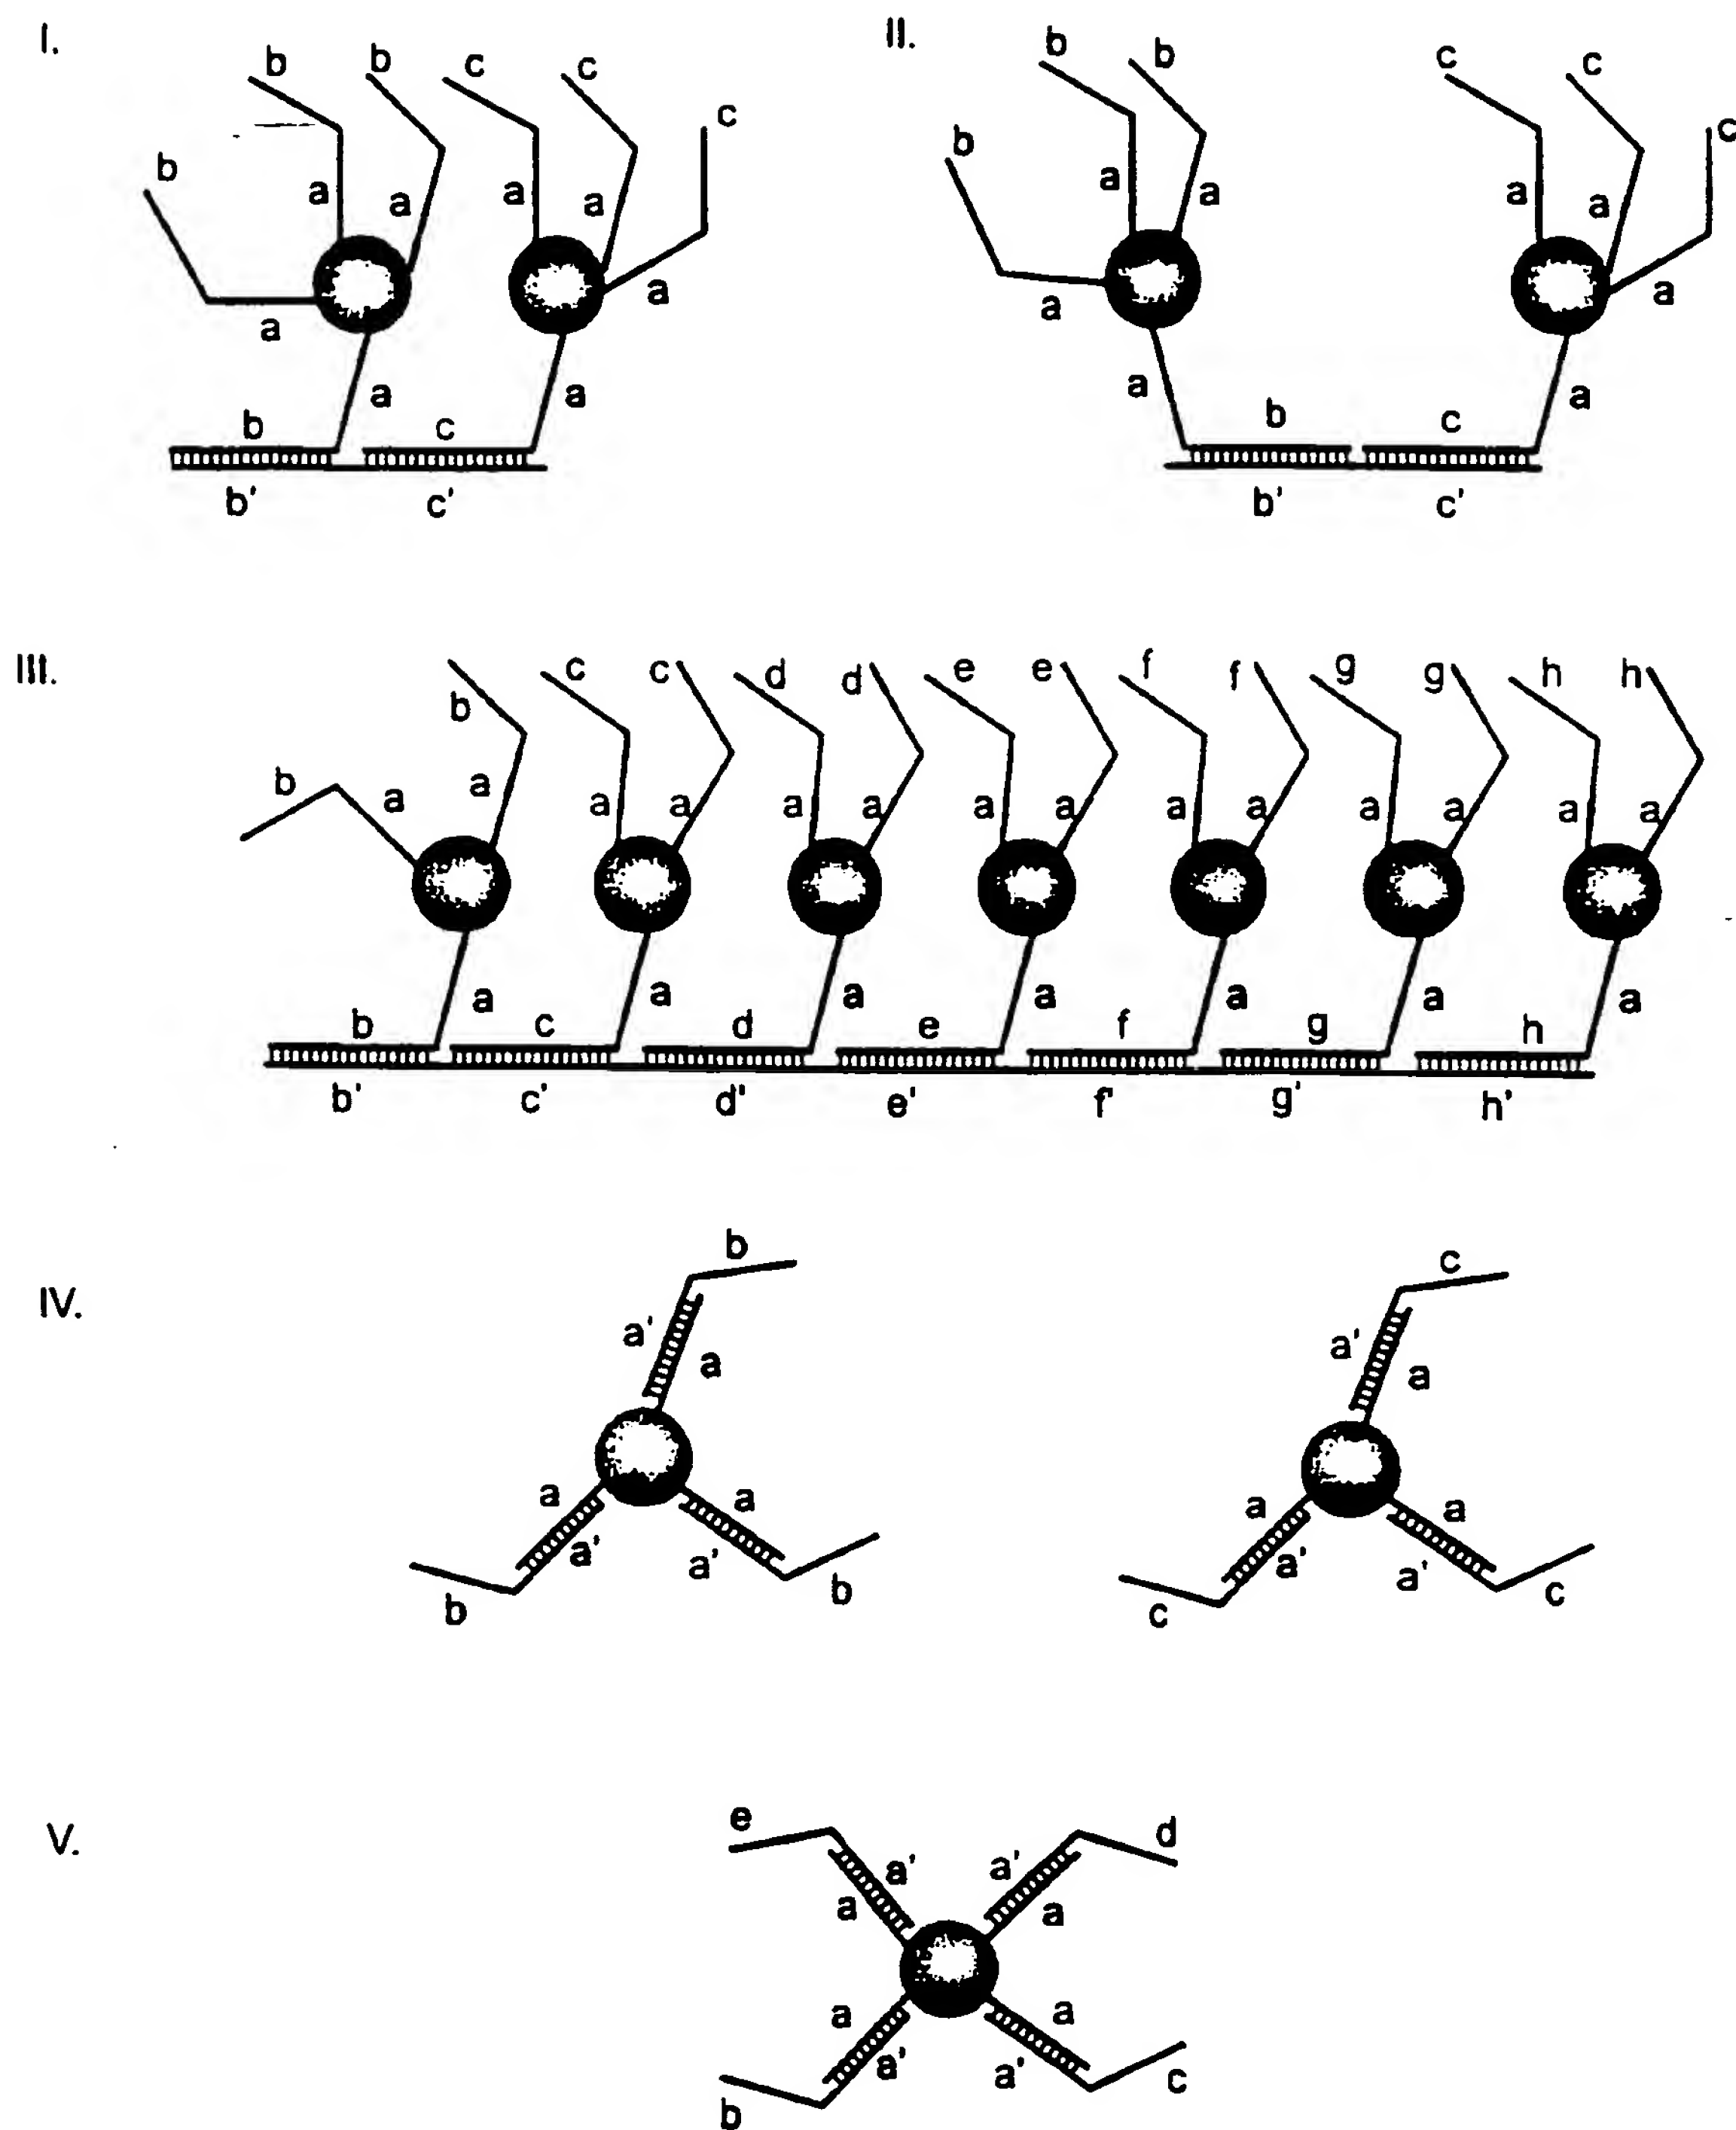 I. II.
b b c c b b c c
b c b c
a a a a a a a a
a a a a
a a a a
b c b c
b' c' b' c'
III.
b c c d d e e f f g g h h
b a a a a a a a a a a a a a a
a a a a a a a
b c d e f g h
b' c' d' e' f' g' h'
IV.
b c
a' a a' a
a a a a
a' a' a' a'
b b c c
V.
e d
a' a'
a a
a a
a' a'
b c